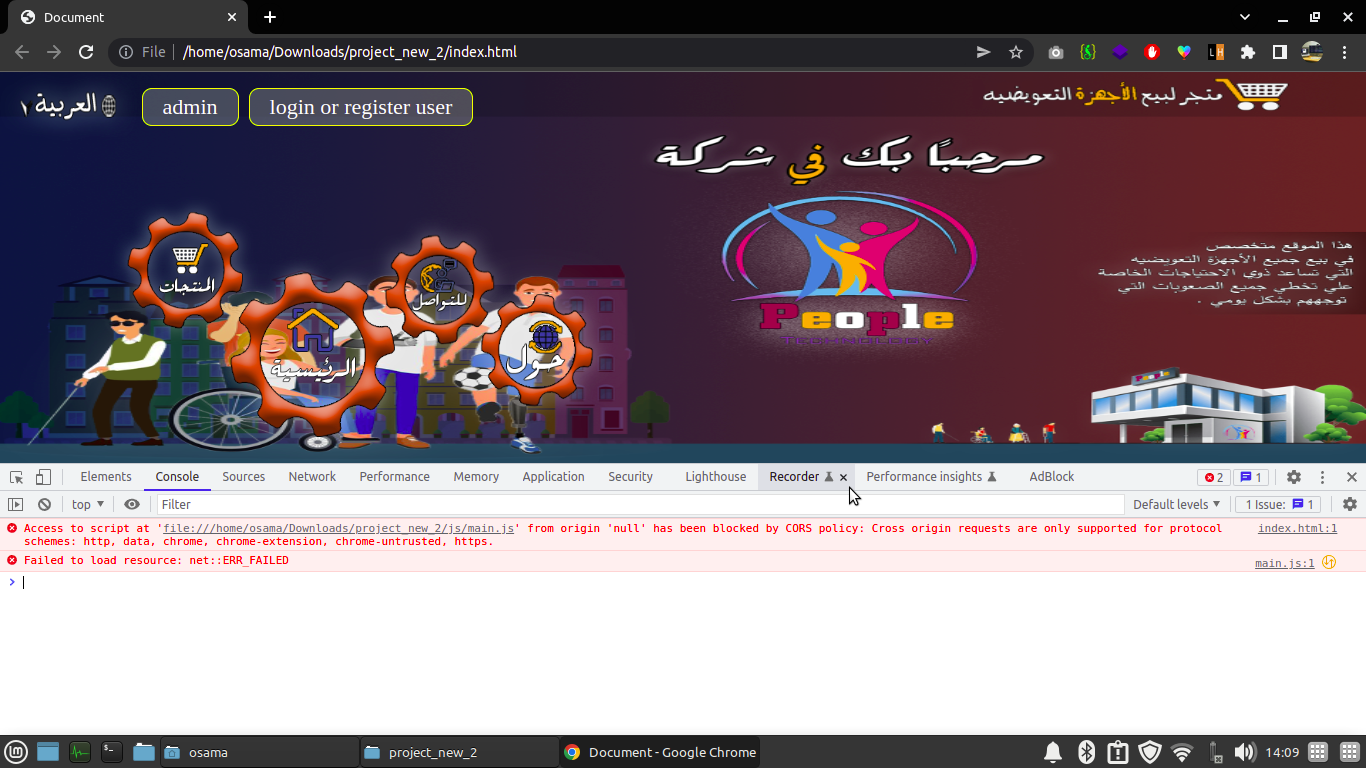 Document
File
/home/osama/Downloads/project_new_2/index.html
العربية
admin
login or register user
متجر لبيع الأجهزة التعويضيه
مرحبًا بك في شركة
People
هذا الموقع متخصص
في بيع جميع الأجهزة التعويضيه
التي تساعد ذوي الاحتياجات الخاصة
علي تخطي جميع الصعوبات التي
توجههم بشكل يومي .
المنتجات
للتواصل
الرئيسية
حول
Elements Console Sources Network Performance Memory Application Security Lighthouse Recorder Performance insights AdBlock 2 1
top Filter Default levels 1 Issue: 1
Access to script at 'file:///home/osama/Downloads/project_new_2/js/main.js' from origin 'null' has been blocked by CORS policy: Cross origin requests are only supported for protocol index.html:1
schemes: http, data, chrome, chrome-extension, chrome-untrusted, https.
Failed to load resource: net::ERR_FAILED main.js:1
osama project_new_2 Document - Google Chrome 14:09